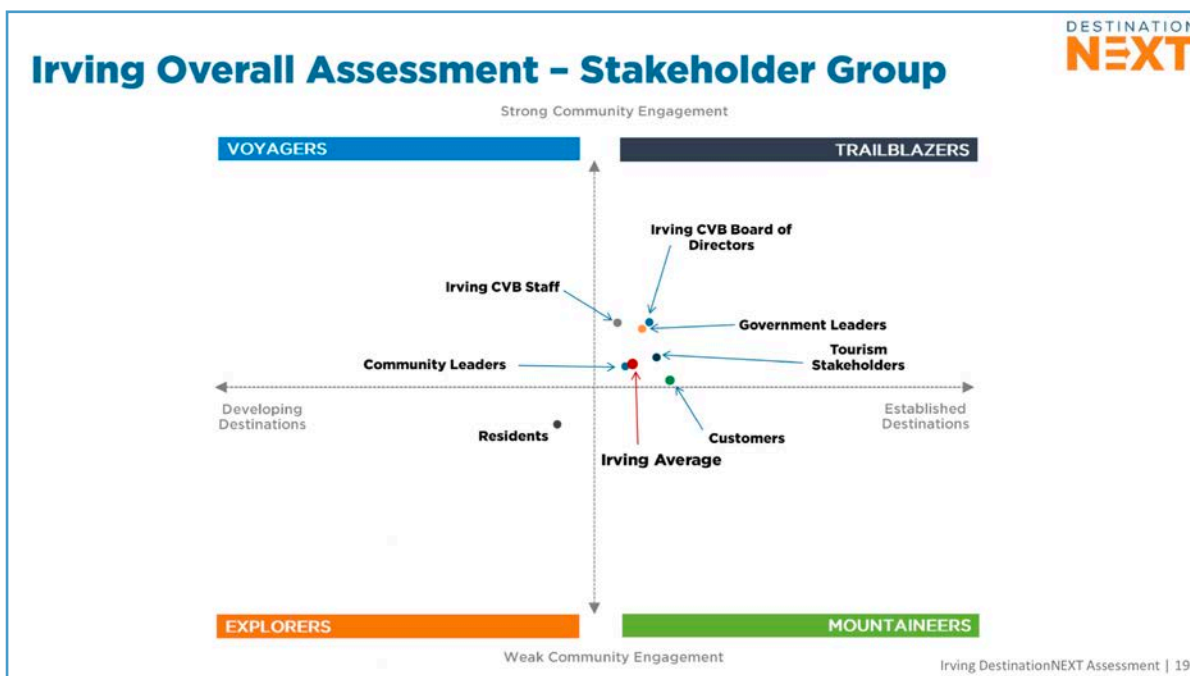 DESTINATION
NEXT
Irving Overall Assessment – Stakeholder Group
Strong Community Engagement
VOYAGERS
TRAILBLAZERS
Irving CVB Board of
Directors
Irving CVB Staff
Government Leaders
Tourism
Stakeholders
Community Leaders
Developing
Destinations
Established
Destinations
Residents
Customers
Irving Average
EXPLORERS
MOUNTAINEERS
Weak Community Engagement
Irving DestinationNEXT Assessment | 19